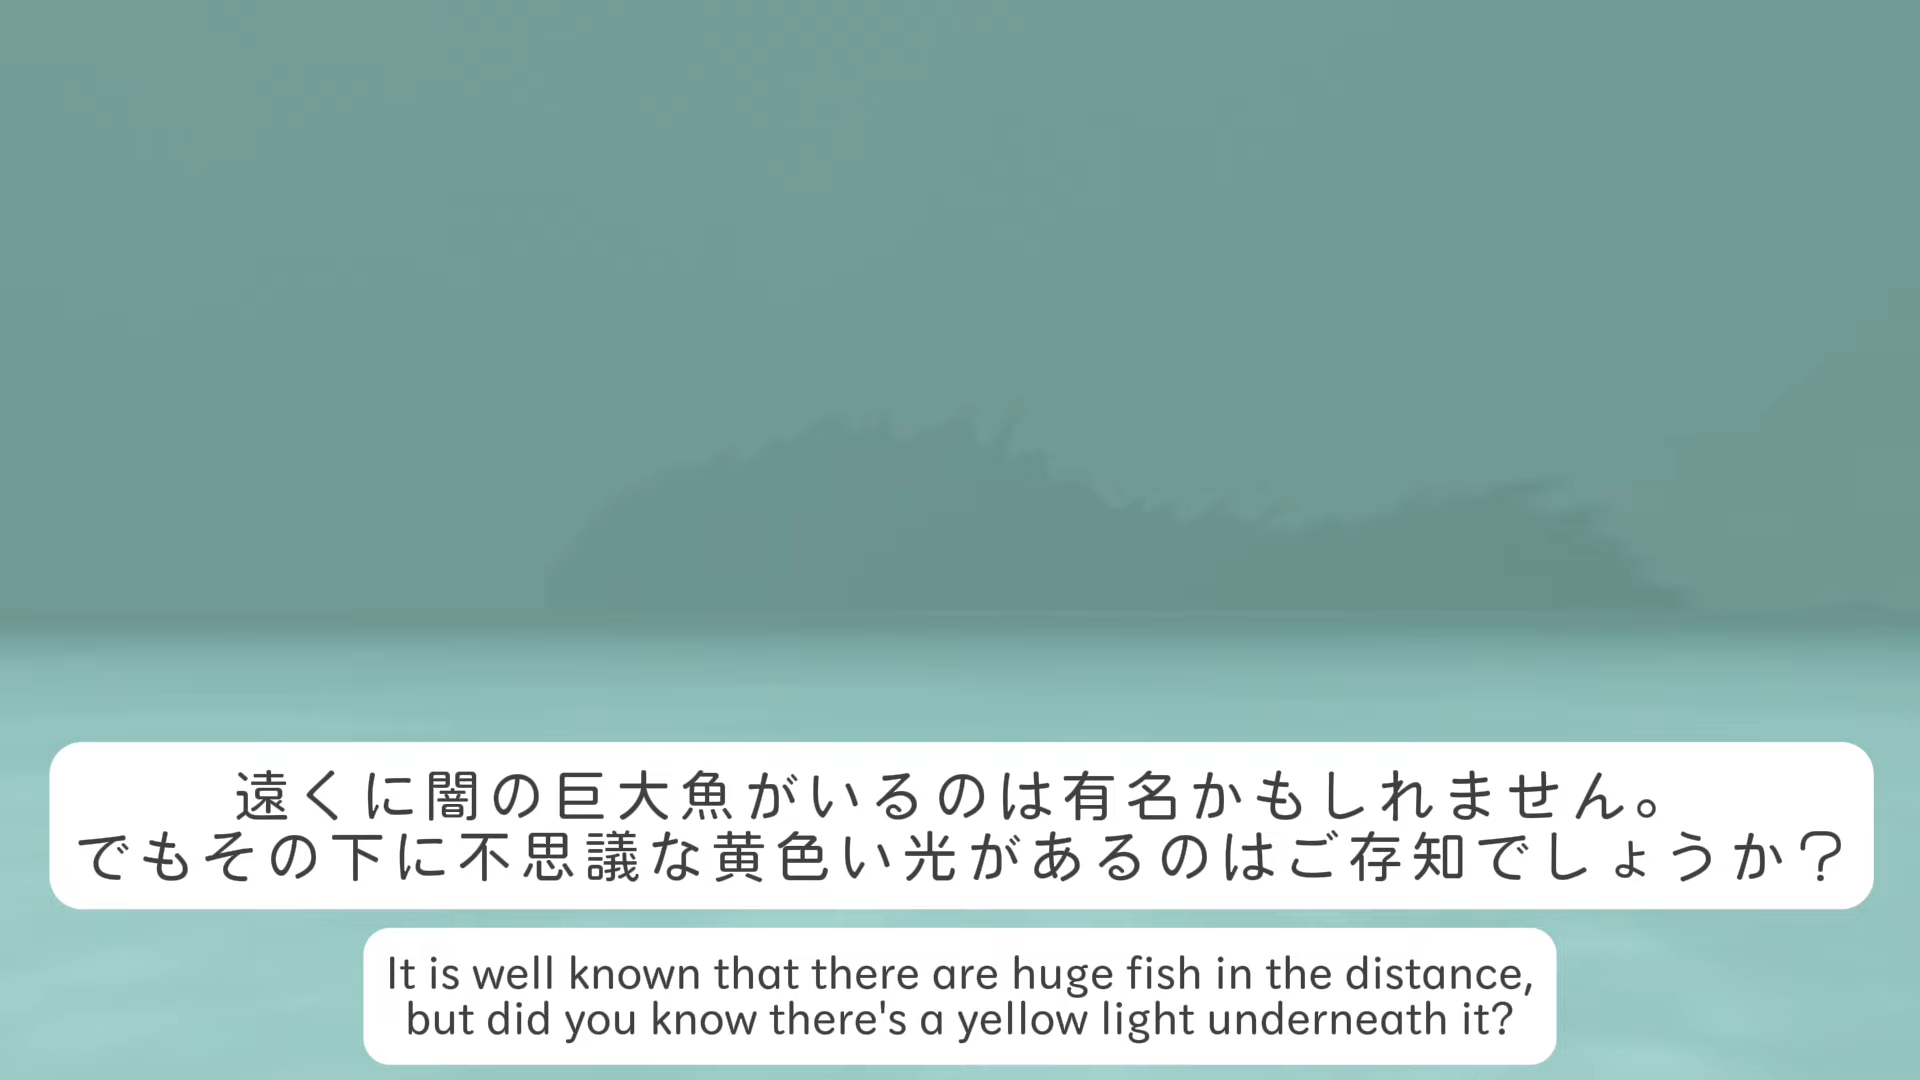 遠くに闇の巨大魚がいるのは有名かもしれません。
でもその下に不思議な黄色い光があるのはご存知でしょうか？
It is well known that there are huge fish in the distance,
but did you know there's a yellow light underneath it?